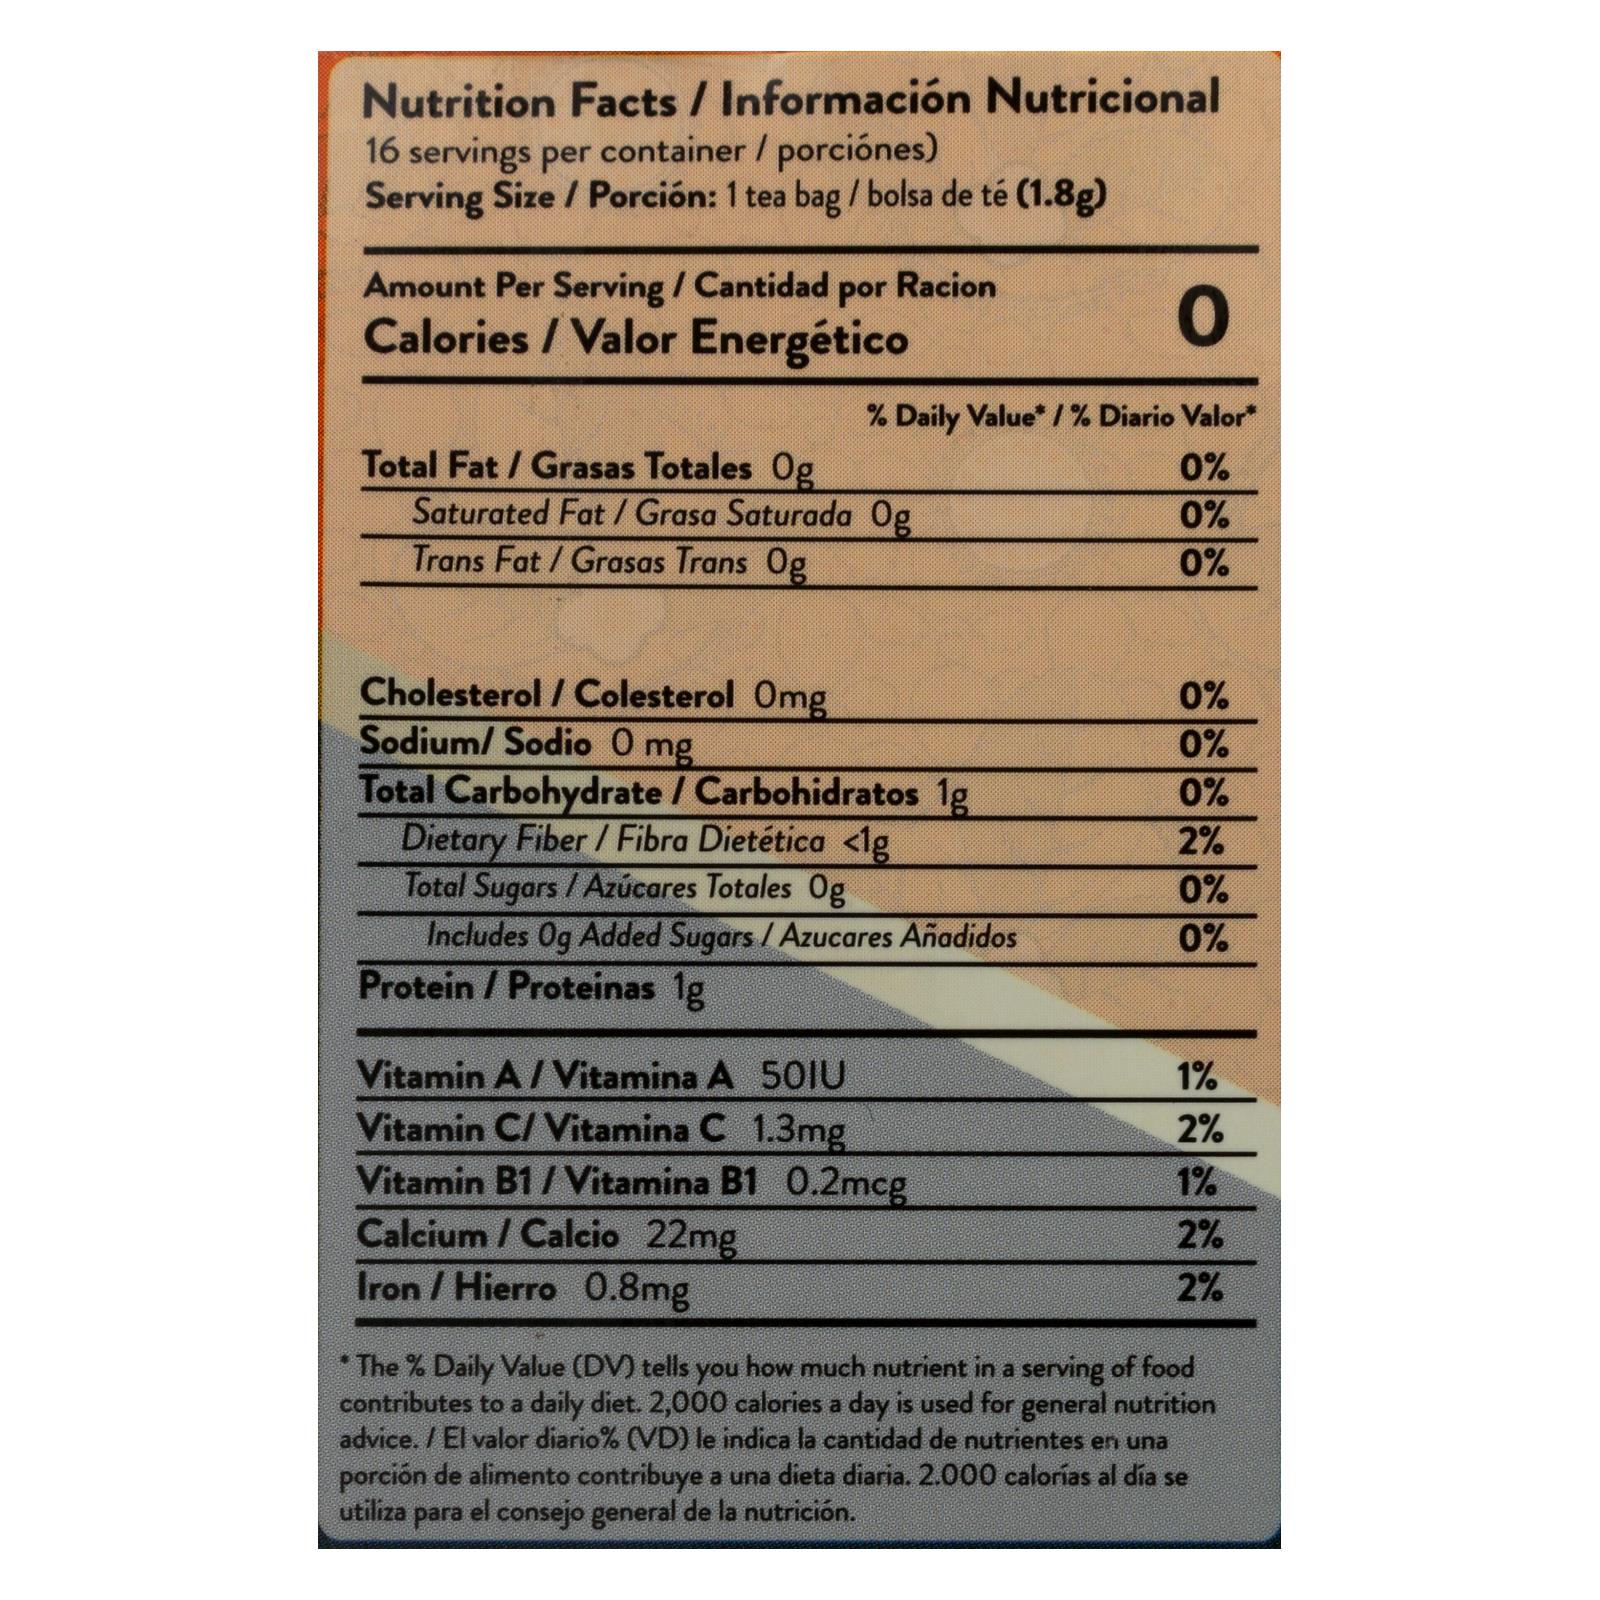 Nutrition Facts / Información Nutricional
16 servings per container / porciónes)
Serving Size / Porción: 1 tea bag / bolsa de té (1.8g)
Amount Per Serving / Cantidad por Racion
Calories / Valor Energético 0
% Daily Value* / % Diario Valor*
Total Fat / Grasas Totales 0g 0%
Saturated Fat / Grasa Saturada 0g 0%
Trans Fat / Grasas Trans 0g 0%
Cholesterol / Colesterol 0mg 0%
Sodium/ Sodio 0 mg 0%
Total Carbohydrate / Carbohidratos 1g 0%
Dietary Fiber / Fibra Dietética <1g 2%
Total Sugars / Azúcares Totales 0g 0%
Includes 0g Added Sugars / Azucares Añadidos 0%
Protein / Proteinas 1g
Vitamin A / Vitamina A 50IU 1%
Vitamin C/ Vitamina C 1.3mg 2%
Vitamin B1 / Vitamina B1 0.2mcg 1%
Calcium / Calcio 22mg 2%
Iron / Hierro 0.8mg 2%
* The % Daily Value (DV) tells you how much nutrient in a serving of food
contributes to a daily diet. 2,000 calories a day is used for general nutrition
advice. / El valor diario% (VD) le indica la cantidad de nutrientes en una
porción de alimento contribuye a una dieta diaria. 2.000 calorías al día se
utiliza para el consejo general de la nutrición.